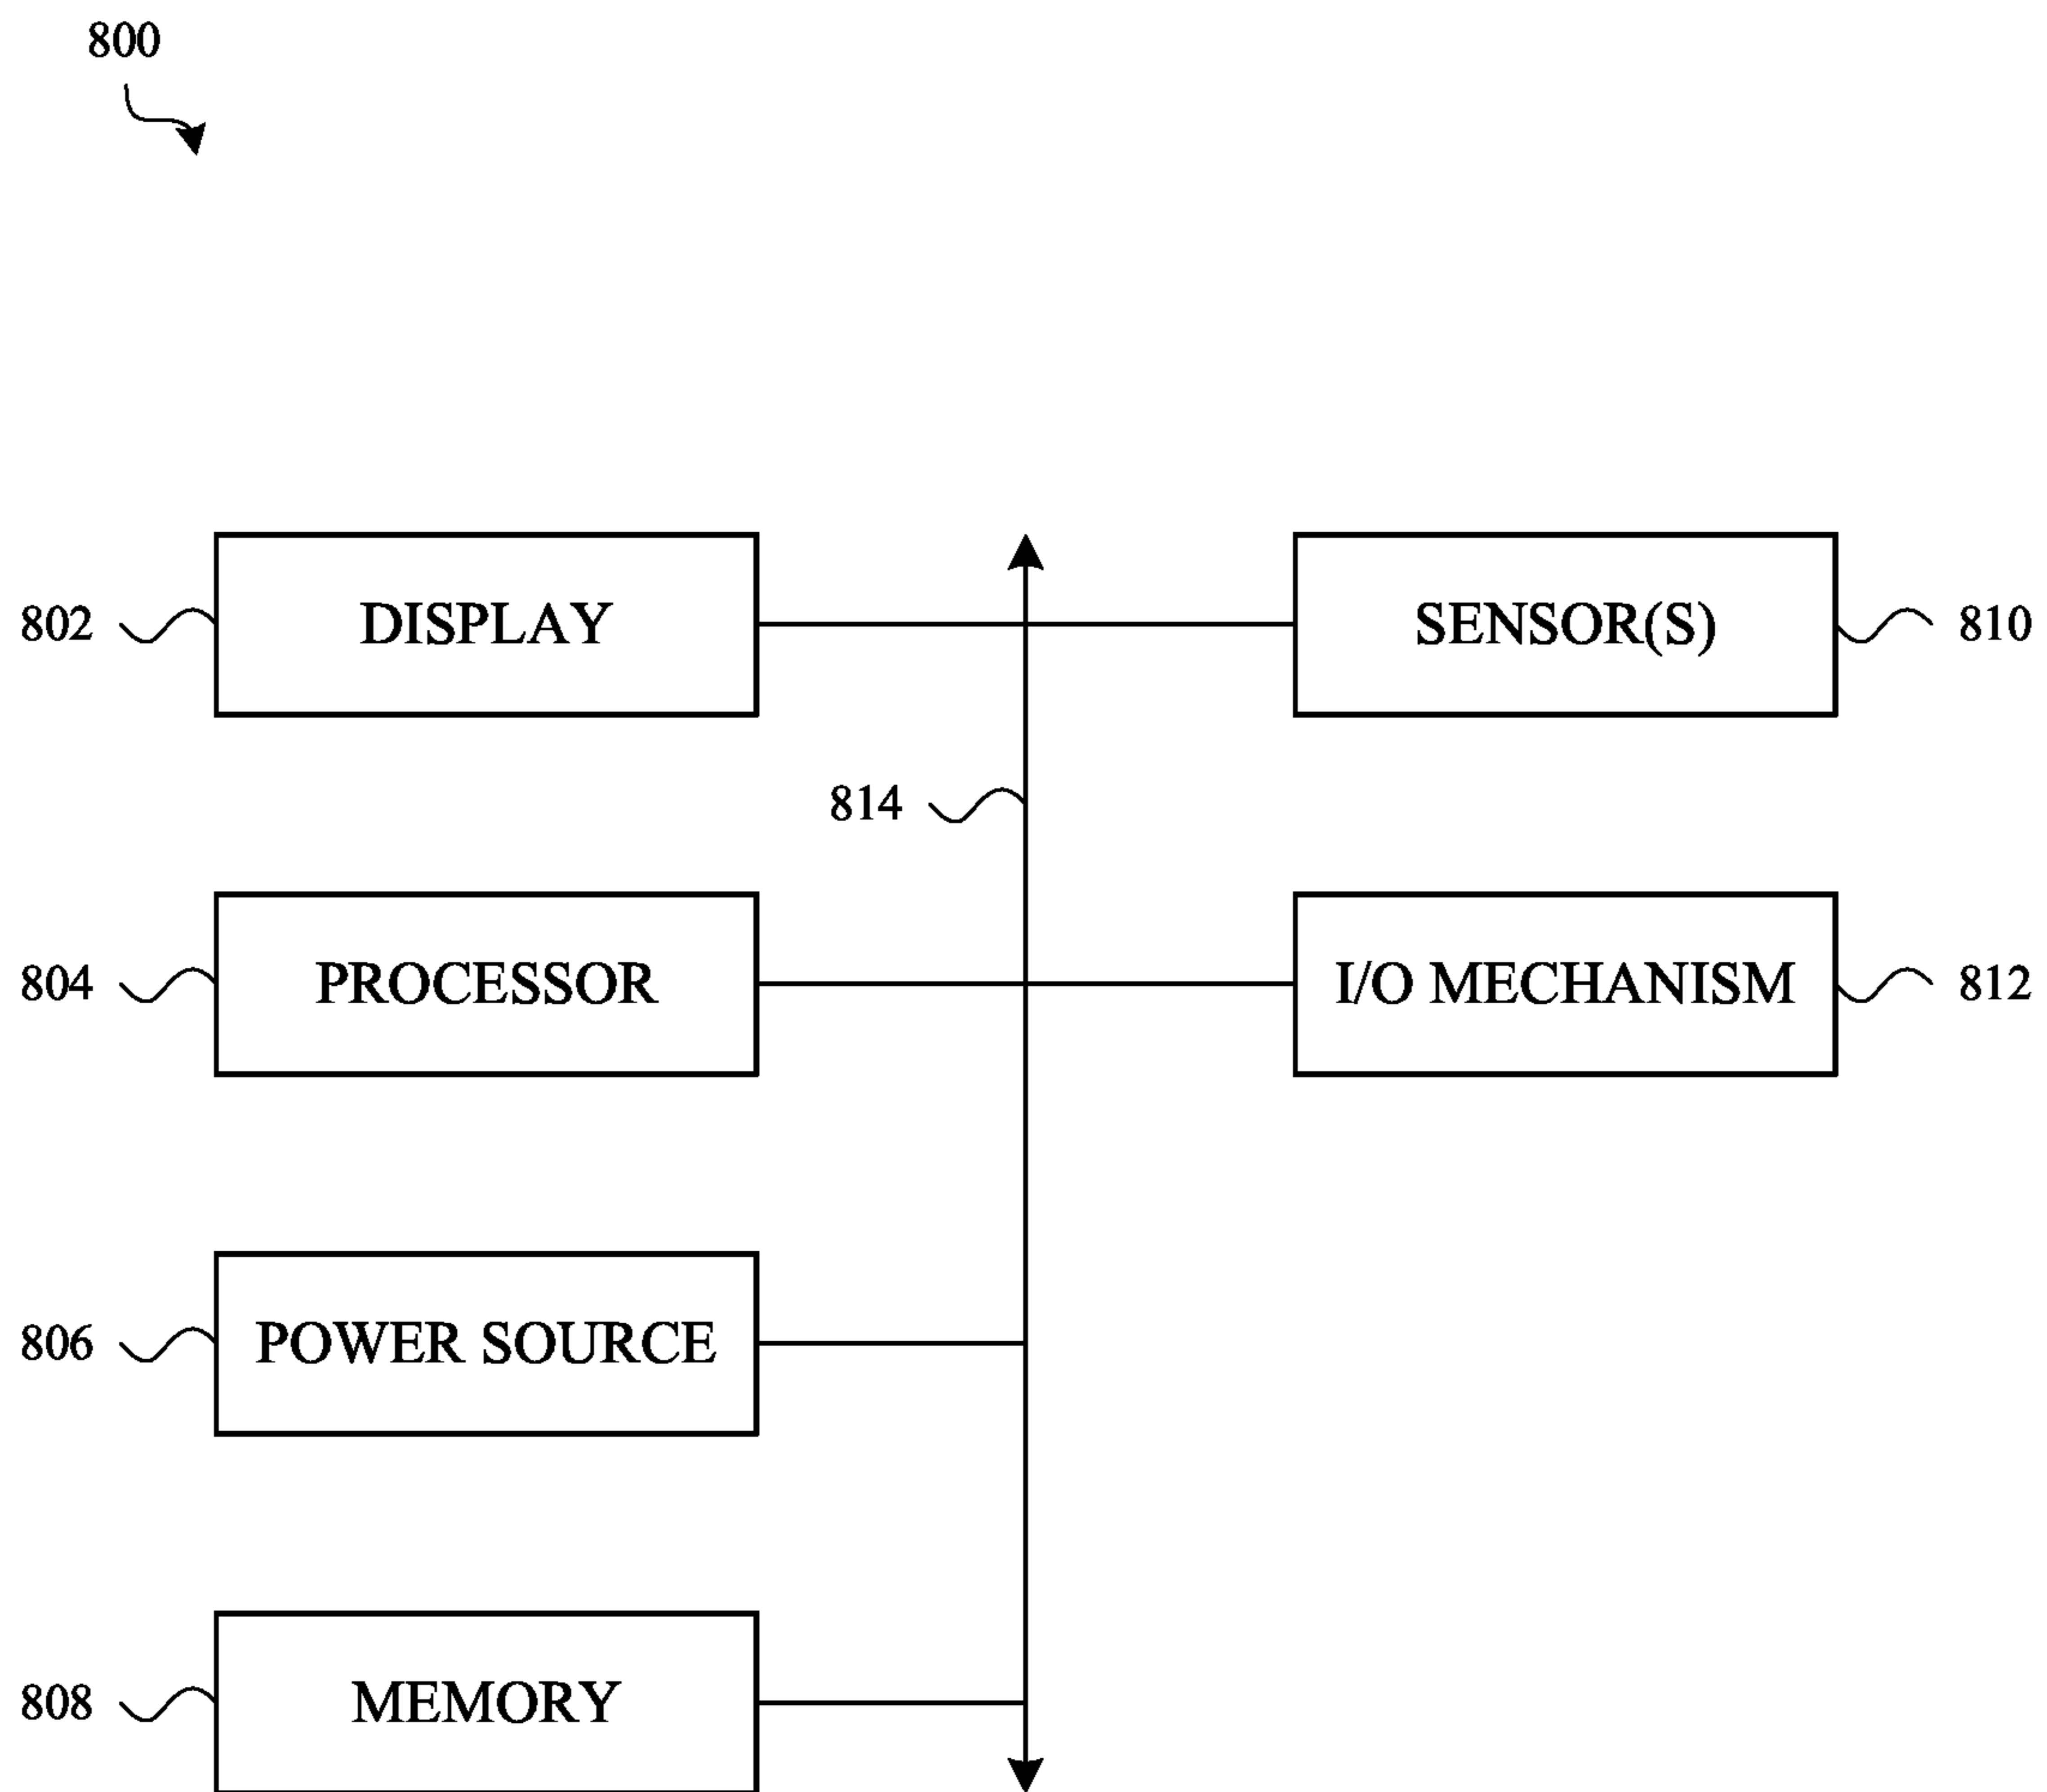 800
802 DISPLAY SENSOR(S) 810
814
804 PROCESSOR I/O MECHANISM 812
806 POWER SOURCE
808 MEMORY